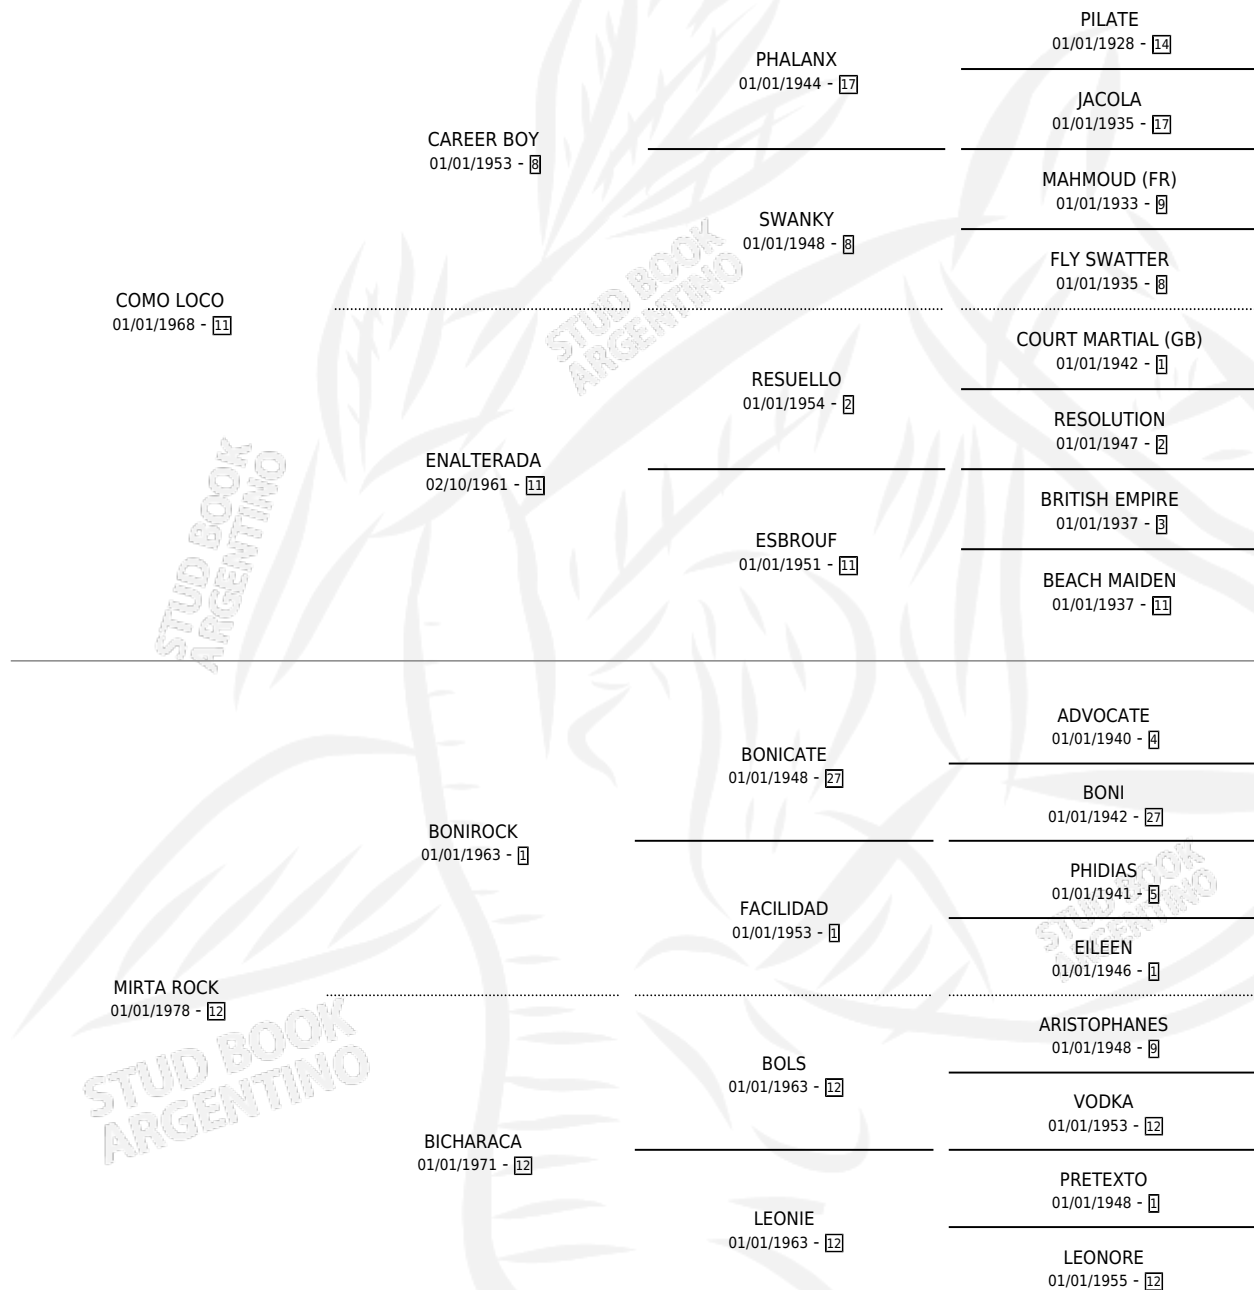 PILATE
01/01/1928 - 14
PHALANX
01/01/1944 - 17
JACOLA
01/01/1935 - 17
CAREER BOY
01/01/1953 - 8
MAHMOUD (FR)
01/01/1933 - 9
SWANKY
01/01/1948 - 8
FLY SWATTER
01/01/1935 - 8
COMO LOCO
01/01/1968 - 11
STUD BOOK
ARGENTINO
COURT MARTIAL (GB)
01/01/1942 - 1
RESUELLO
01/01/1954 - 2
RESOLUTION
01/01/1947 - 2
ENALTERADA
02/10/1961 - 11
BRITISH EMPIRE
01/01/1937 - 3
ESBROUF
01/01/1951 - 11
BEACH MAIDEN
01/01/1937 - 11
STUD BOOK
ARGENTINO
ADVOCATE
01/01/1940 - 4
BONICATE
01/01/1948 - 27
BONI
01/01/1942 - 27
BONIROCK
01/01/1963 - 1
PHIDIAS
01/01/1941 - 5
FACILIDAD
01/01/1953 - 1
STUD BOOK
ARGENTINO
EILEEN
01/01/1946 - 1
MIRTA ROCK
01/01/1978 - 12
STUD BOOK
ARGENTINO
ARISTOPHANES
01/01/1948 - 9
BOLS
01/01/1963 - 12
VODKA
01/01/1953 - 12
BICHARACA
01/01/1971 - 12
PRETEXTO
01/01/1948 - 1
LEONIE
01/01/1963 - 12
LEONORE
01/01/1955 - 12